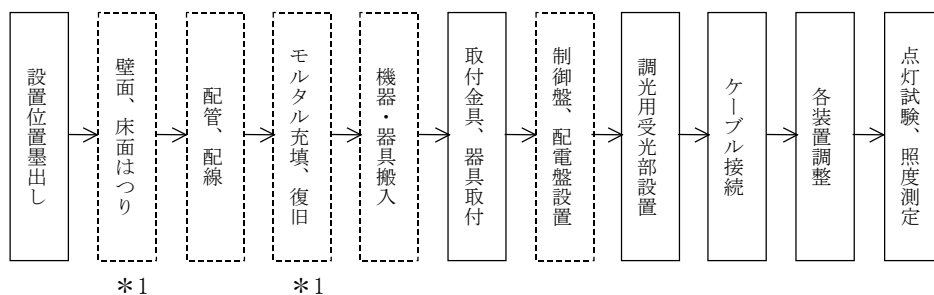 設置位置墨出し
壁面、床面はつり
配管、配線
モルタル充填、復旧
機器・器具搬入
取付金具、器具取付
制御盤、配電盤設置
調光用受光部設置
ケーブル接続
各装置調整
点灯試験、照度測定
＊1
＊1